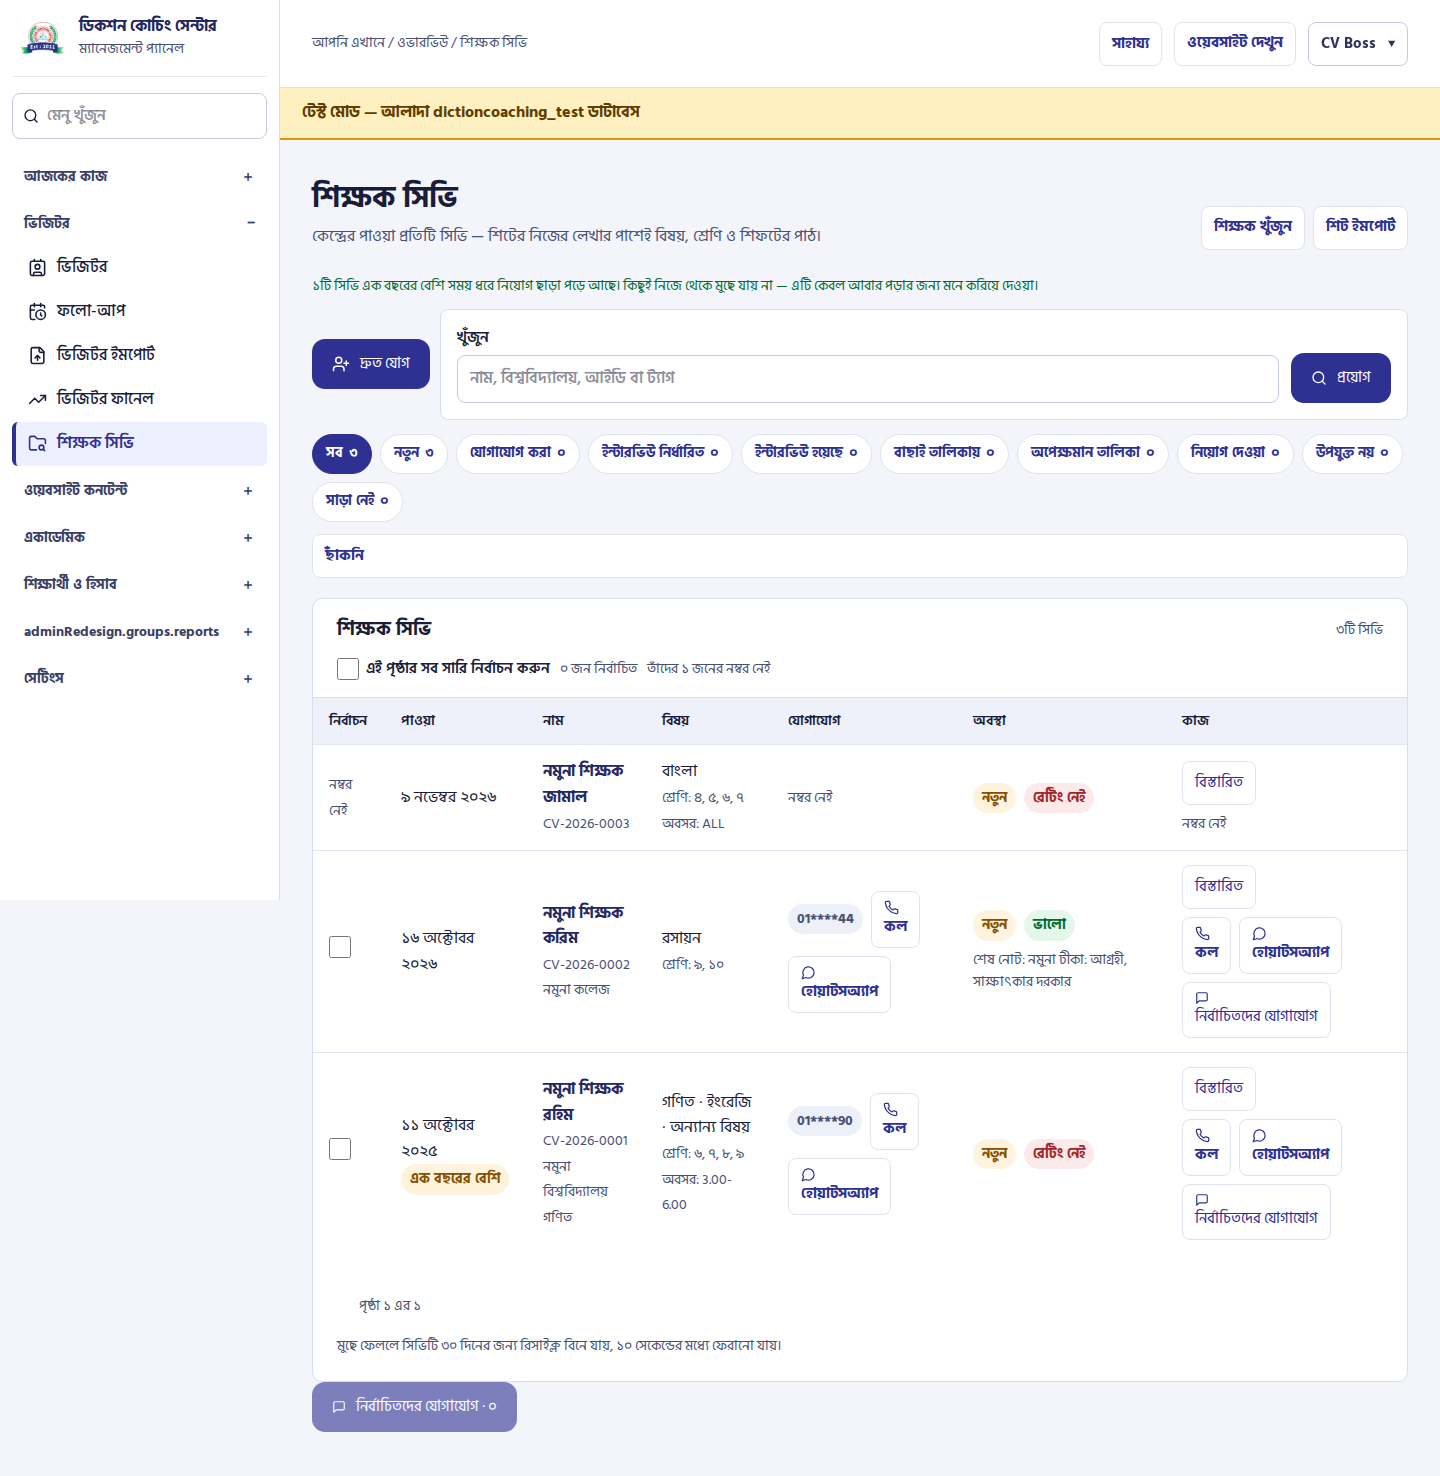 ডিকশন কোচিং সেন্টার
ম্যানেজমেন্ট প্যানেল
মেনু খুঁজুন
আজকের কাজ +
ভিজিটর −
ভিজিটর
ফলো-আপ
ভিজিটর ইমপোর্ট
ভিজিটর ফানেল
শিক্ষক সিভি
ওয়েবসাইট কনটেন্ট +
একাডেমিক +
শিক্ষার্থী ও হিসাব +
adminRedesign.groups.reports +
সেটিংস +
আপনি এখানে / ওভারভিউ / শিক্ষক সিভি
সাহায্য
ওয়েবসাইট দেখুন
CV Boss
টেস্ট মোড — আলাদা dictioncoaching_test ডাটাবেস
শিক্ষক সিভি
কেন্দ্রের পাওয়া প্রতিটি সিভি — শিটের নিজের লেখার পাশেই বিষয়, শ্রেণি ও শিফটের পাঠ।
শিক্ষক খুঁজুন
শিট ইমপোর্ট
১টি সিভি এক বছরের বেশি সময় ধরে নিয়োগ ছাড়া পড়ে আছে। কিছুই নিজে থেকে মুছে যায় না — এটি কেবল আবার পড়ার জন্য মনে করিয়ে দেওয়া।
দ্রুত যোগ
খুঁজুন
নাম, বিশ্ববিদ্যালয়, আইডি বা ট্যাগ
প্রয়োগ
সব ৩
নতুন ৩
যোগাযোগ করা ০
ইন্টারভিউ নির্ধারিত ০
ইন্টারভিউ হয়েছে ০
বাছাই তালিকায় ০
অপেক্ষমান তালিকা ০
নিয়োগ দেওয়া ০
উপযুক্ত নয় ০
সাড়া নেই ০
ছাঁকনি
শিক্ষক সিভি
৩টি সিভি
এই পৃষ্ঠার সব সারি নির্বাচন করুন ০ জন নির্বাচিত তাঁদের ১ জনের নম্বর নেই
নির্বাচন পাওয়া নাম বিষয় যোগাযোগ অবস্থা কাজ
নম্বর
নেই
৯ নভেম্বর ২০২৬
নমুনা শিক্ষক
জামাল
CV-2026-0003
বাংলা
শ্রেণি: ৪, ৫, ৬, ৭
অবসর: ALL
নম্বর নেই
নতুন
রেটিং নেই
বিস্তারিত
নম্বর নেই
১৬ অক্টোবর
২০২৬
নমুনা শিক্ষক
করিম
CV-2026-0002
নমুনা কলেজ
রসায়ন
শ্রেণি: ৯, ১০
01****44
কল
হোয়াটসঅ্যাপ
নতুন
ভালো
শেষ নোট: নমুনা টীকা: আগ্রহী,
সাক্ষাৎকার দরকার
বিস্তারিত
কল
হোয়াটসঅ্যাপ
নির্বাচিতদের যোগাযোগ
১১ অক্টোবর
২০২৫
এক বছরের বেশি
নমুনা শিক্ষক
রহিম
CV-2026-0001
নমুনা
বিশ্ববিদ্যালয়
গণিত
গণিত · ইংরেজি
· অন্যান্য বিষয়
শ্রেণি: ৬, ৭, ৮, ৯
অবসর: 3.00-
6.00
01****90
কল
হোয়াটসঅ্যাপ
নতুন
রেটিং নেই
বিস্তারিত
কল
হোয়াটসঅ্যাপ
নির্বাচিতদের যোগাযোগ
পৃষ্ঠা ১ এর ১
মুছে ফেললে সিভিটি ৩০ দিনের জন্য রিসাইক্ল বিনে যায়, ১০ সেকেন্ডের মধ্যে ফেরানো যায়।
নির্বাচিতদের যোগাযোগ · ০